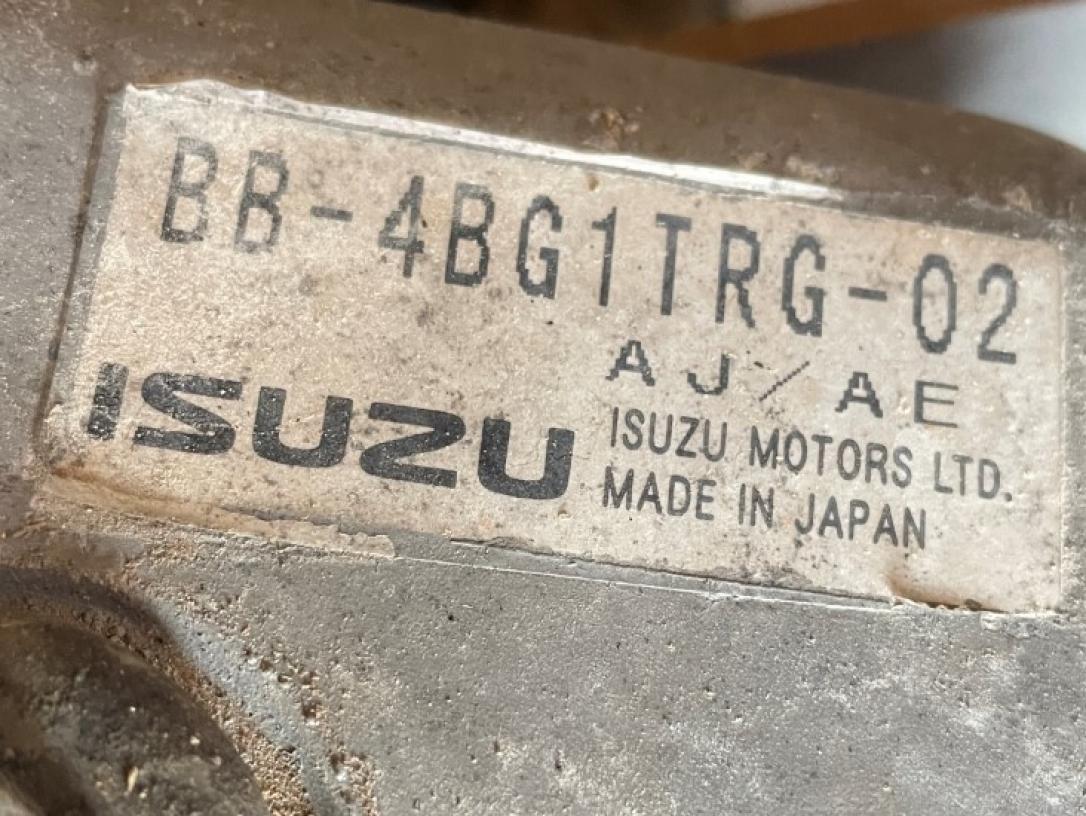 BB-4BG1TRG-02
AJ/AE
ISUZU
ISUZU MOTORS LTD.
MADE IN JAPAN